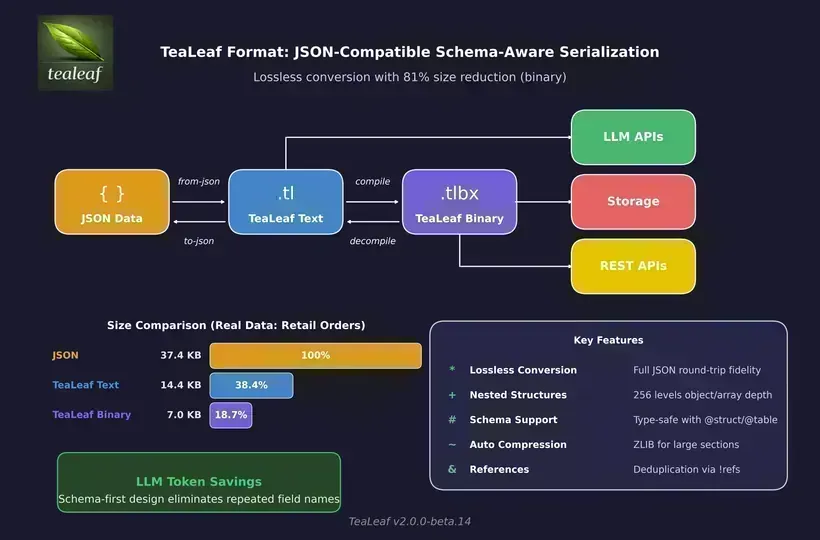 tealeaf
TeaLeaf Format: JSON-Compatible Schema-Aware Serialization
Lossless conversion with 81% size reduction (binary)
{ }
JSON Data
from-json
to-json
.tl
TeaLeaf Text
compile
decompile
.tlbx
TeaLeaf Binary
LLM APIs
Storage
REST APIs
Size Comparison (Real Data: Retail Orders)
JSON 37.4 KB 100%
TeaLeaf Text 14.4 KB 38.4%
TeaLeaf Binary 7.0 KB 18.7%
LLM Token Savings
Schema-first design eliminates repeated field names
Key Features
* Lossless Conversion Full JSON round-trip fidelity
+ Nested Structures 256 levels object/array depth
# Schema Support Type-safe with @struct/@table
~ Auto Compression ZLIB for large sections
& References Deduplication via !refs
TeaLeaf v2.0.0-beta.14